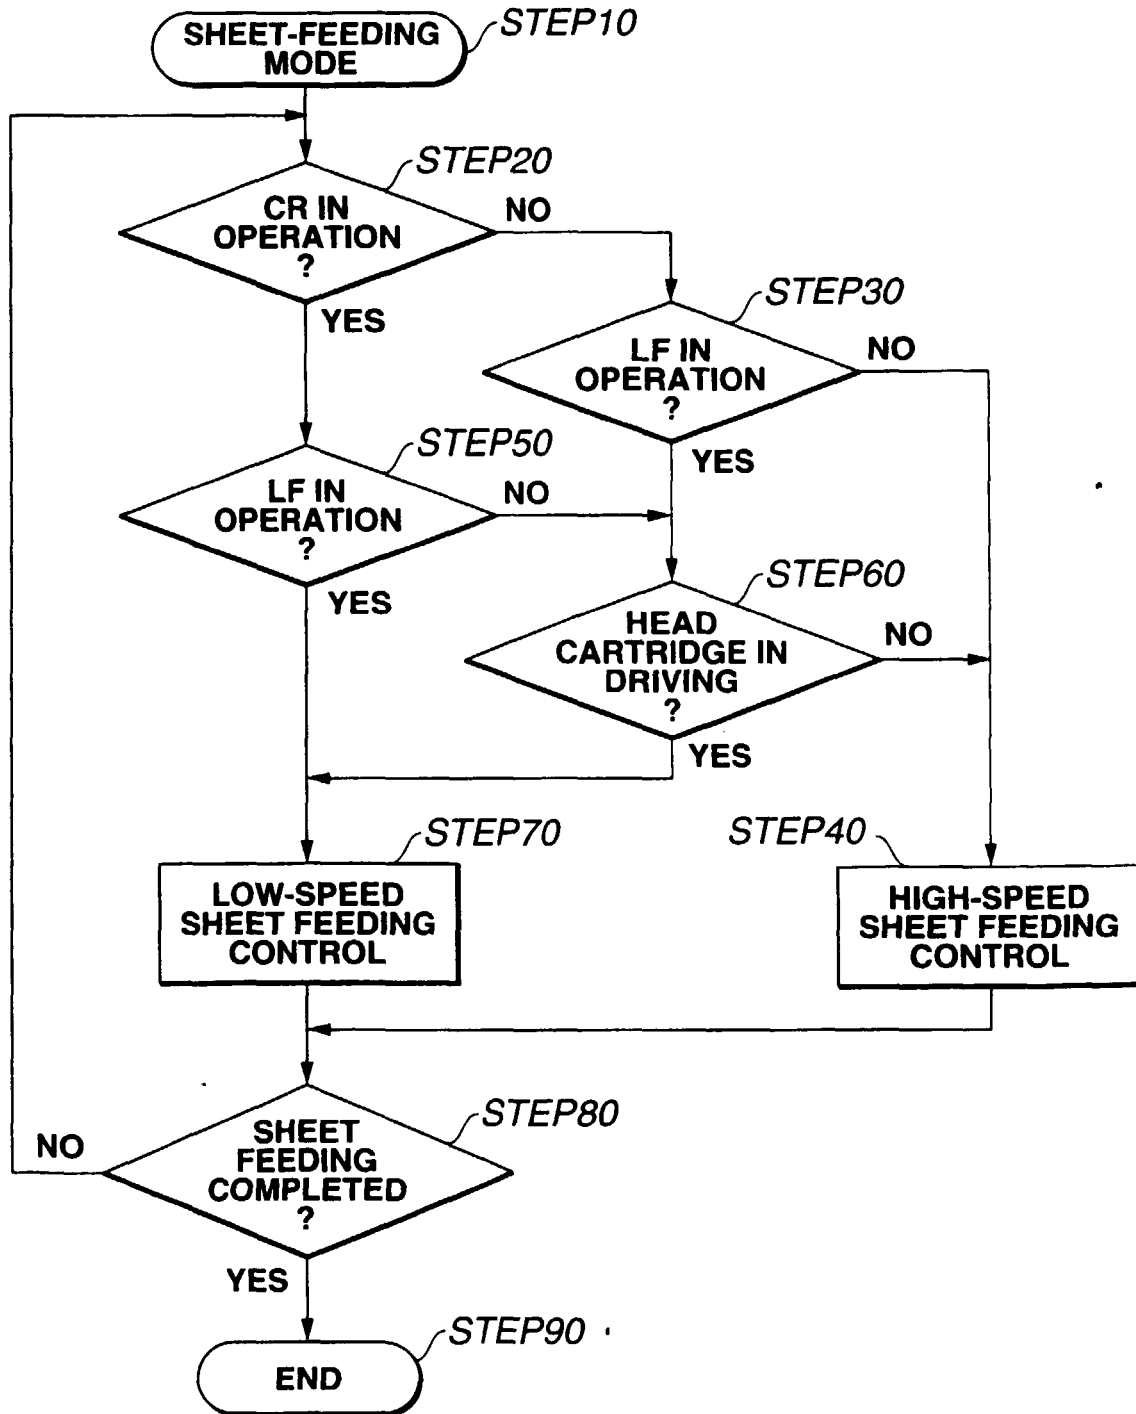 SHEET-FEEDING
MODE
STEP10
STEP20
CR IN
OPERATION
?
NO
YES
STEP30
LF IN
OPERATION
?
NO
YES
STEP50
LF IN
OPERATION
?
NO
YES
STEP60
HEAD
CARTRIDGE IN
DRIVING
?
NO
YES
STEP70
LOW-SPEED
SHEET FEEDING
CONTROL
STEP40
HIGH-SPEED
SHEET FEEDING
CONTROL
STEP80
SHEET
FEEDING
COMPLETED
?
NO
YES
STEP90
END